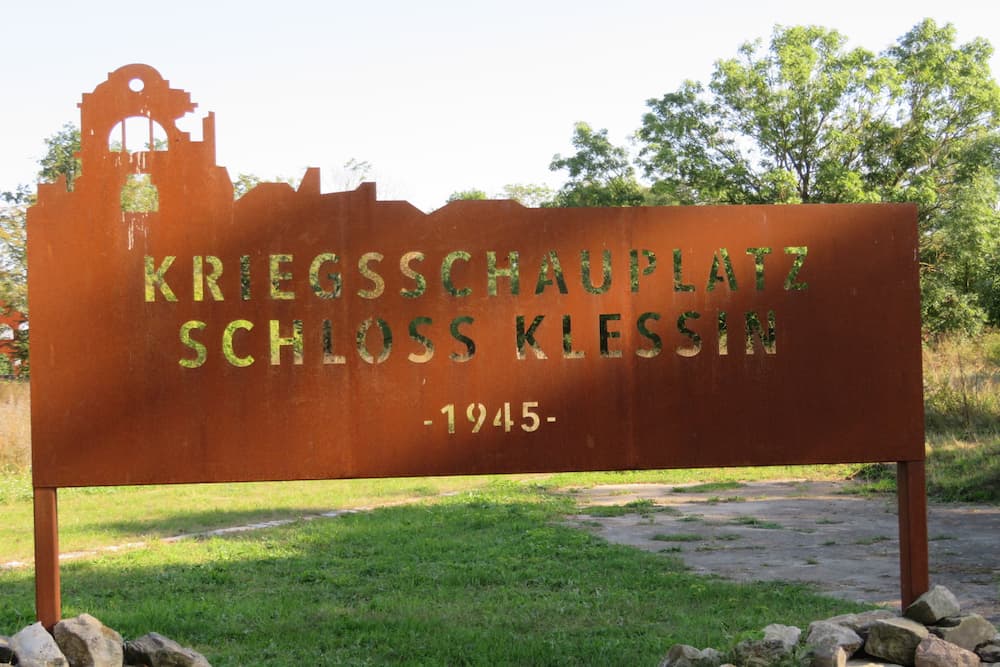 KRIEGSSCHAUPLATZ
SCHLOSS KLESSIN
-1945-